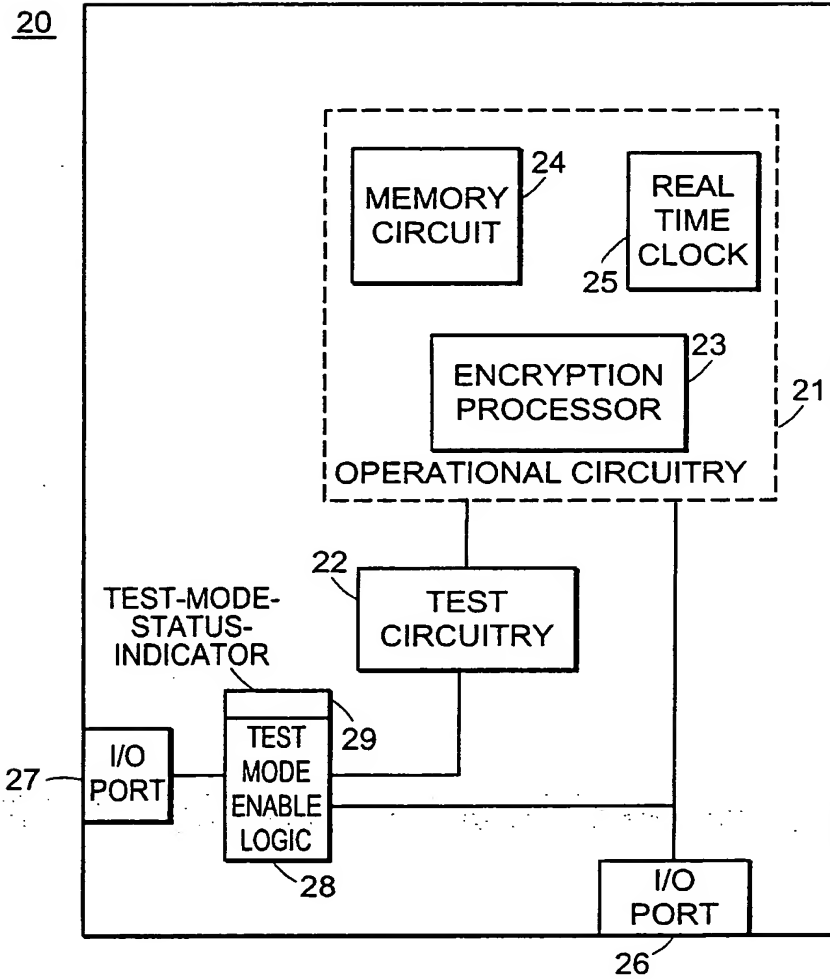 20
MEMORY
CIRCUIT
24
REAL
TIME
CLOCK
25
ENCRYPTION
PROCESSOR
23
21
OPERATIONAL CIRCUITRY
22
TEST
CIRCUITRY
TEST-MODE-
STATUS-
INDICATOR
29
TEST
MODE
ENABLE
LOGIC
28
27
I/O
PORT
I/O
PORT
26